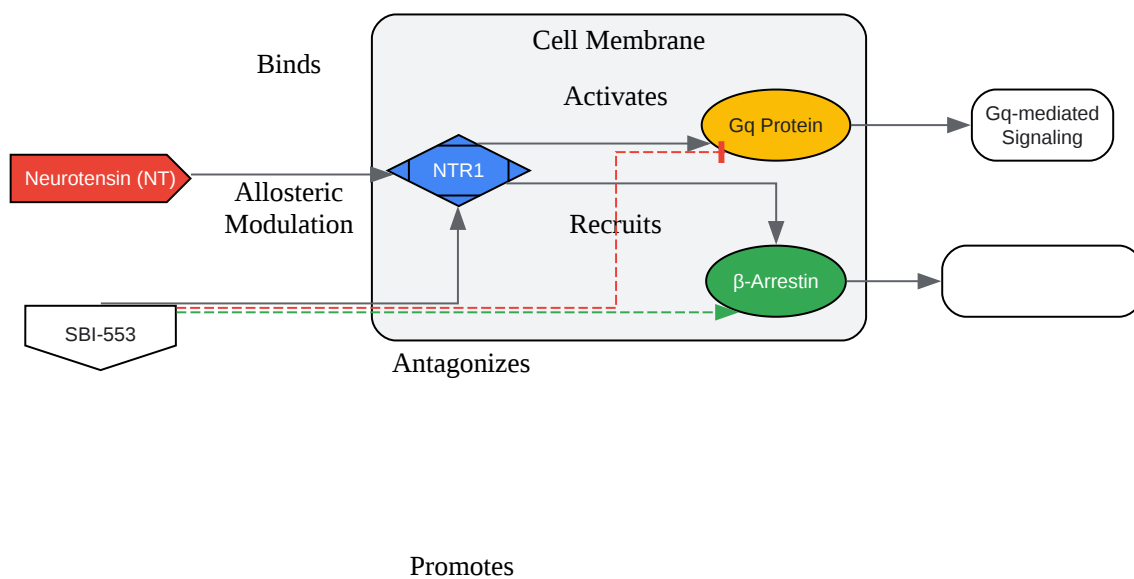 Cell Membrane
Binds
Activates
Gq Protein
Gq-mediated
Signaling
Neurotensin (NT)
NTR1
Allosteric
Modulation
Recruits
β-Arrestin
SBI-553
Antagonizes
Promotes